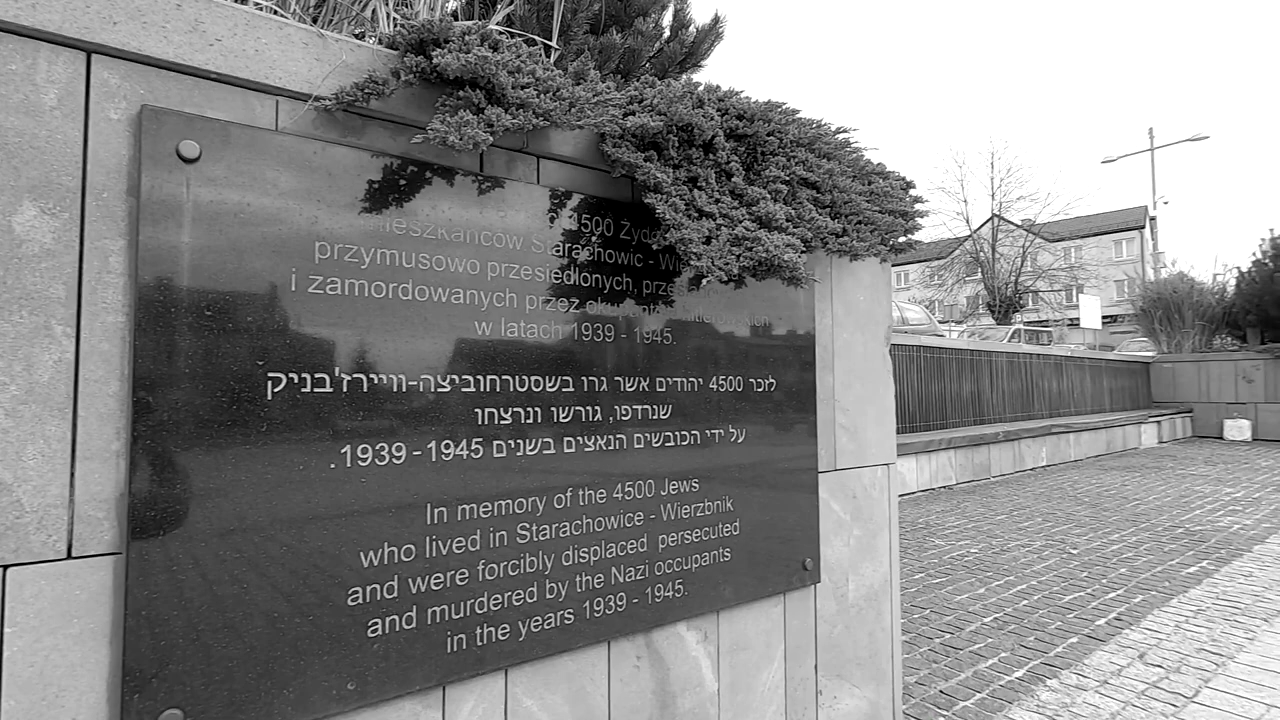 4500
mieszkańców Starachowic -
przymusowo przesiedlonych,
i zamordowanych przez okupantów hitlerowskich
w latach 1939 - 1945.
לזכר 4500 יהודים אשר גרו בשסטרחוביצה-וויירז'בניק
שנרדפו, גורשו ונרצחו
על ידי הכובשים הנאצים בשנים 1945 - 1939.
In memory of the 4500 Jews
who lived in Starachowice - Wierzbnik
and were forcibly displaced persecuted
and murdered by the Nazi occupants
in the years 1939 - 1945.